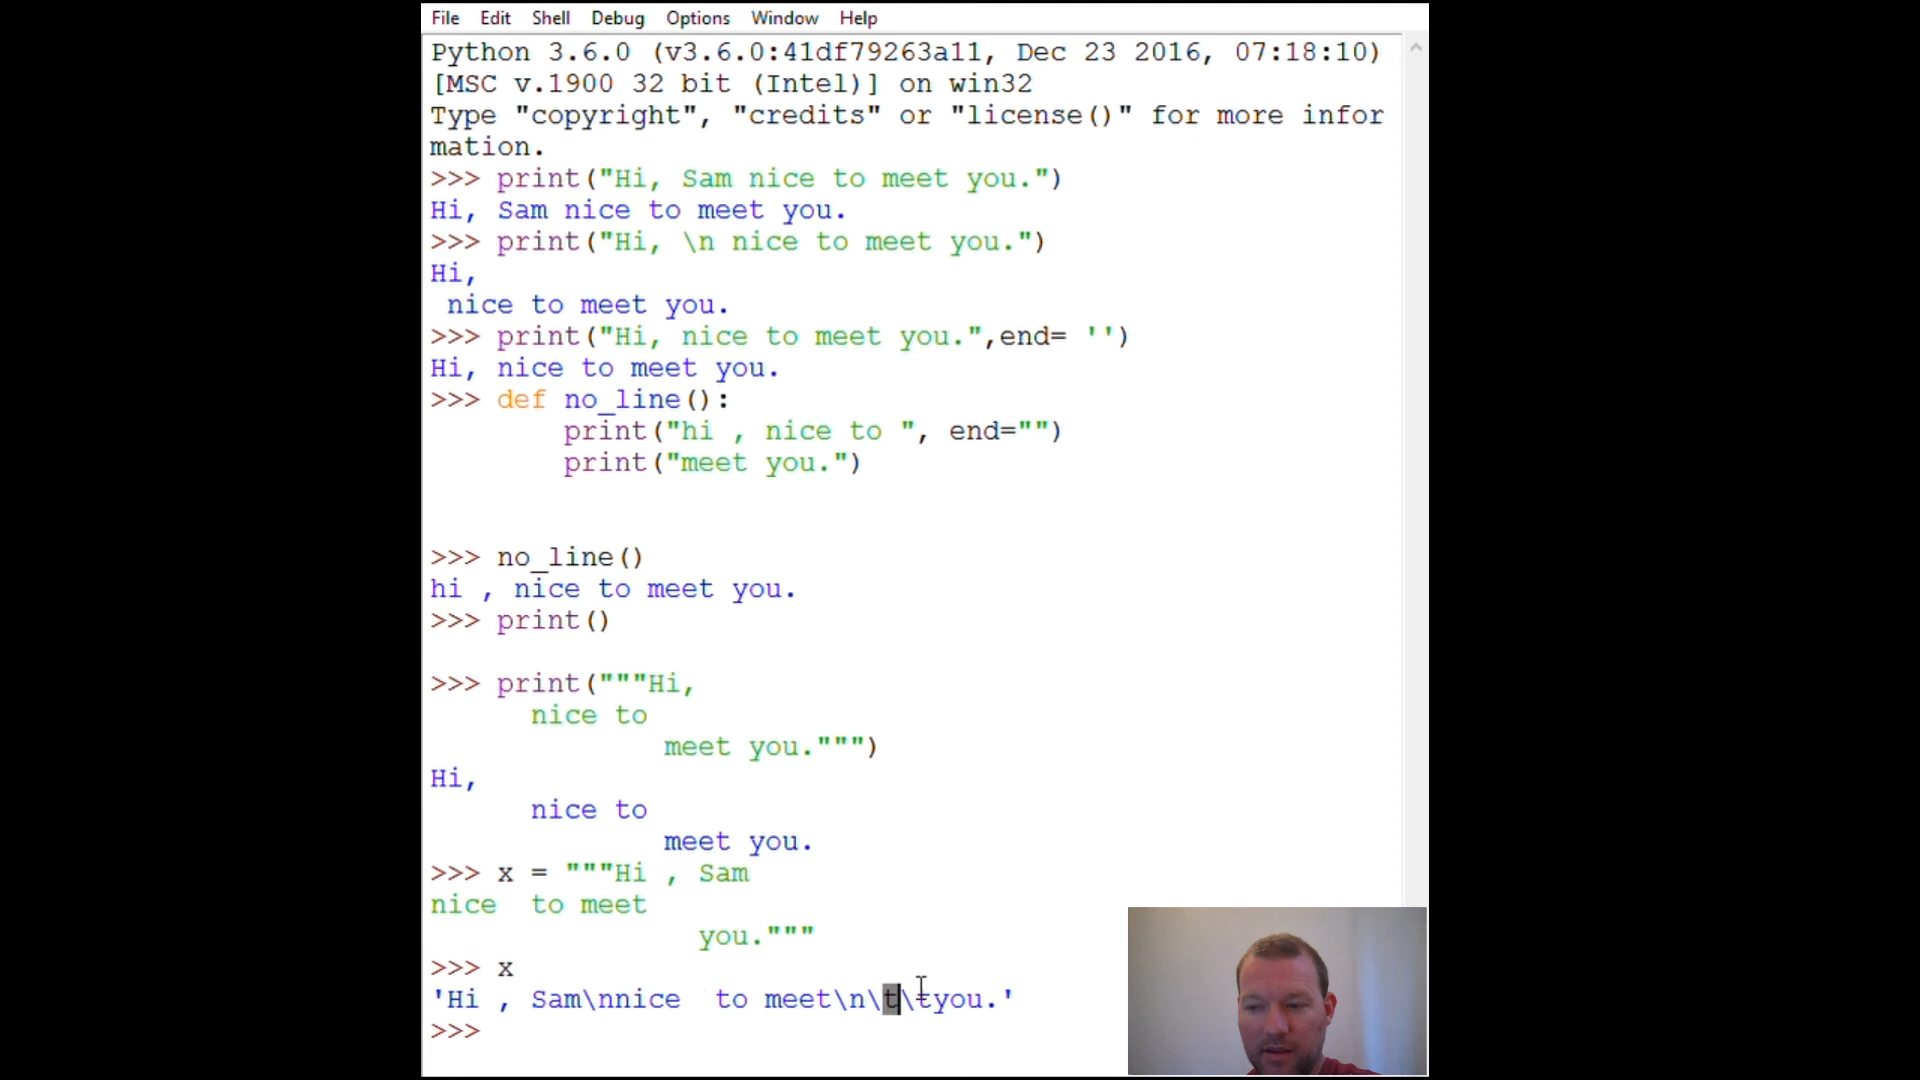 File Edit Shell Debug Options Window Help
Python 3.6.0 (v3.6.0:41df79263a11, Dec 23 2016, 07:18:10)
[MSC v.1900 32 bit (Intel)] on win32
Type "copyright", "credits" or "license()" for more infor
mation.
>>> print("Hi, Sam nice to meet you.")
Hi, Sam nice to meet you.
>>> print("Hi, \n nice to meet you.")
Hi,
 nice to meet you.
>>> print("Hi, nice to meet you.",end= '')
Hi, nice to meet you.
>>> def no_line():
        print("hi , nice to ", end="")
        print("meet you.")
>>> no_line()
hi , nice to meet you.
>>> print()
>>> print("""Hi,
      nice to
              meet you.""")
Hi,
      nice to
              meet you.
>>> x = """Hi , Sam
nice  to meet
                you."""
>>> x
'Hi , Sam\nnice  to meet\n\t\tyou.'
>>>